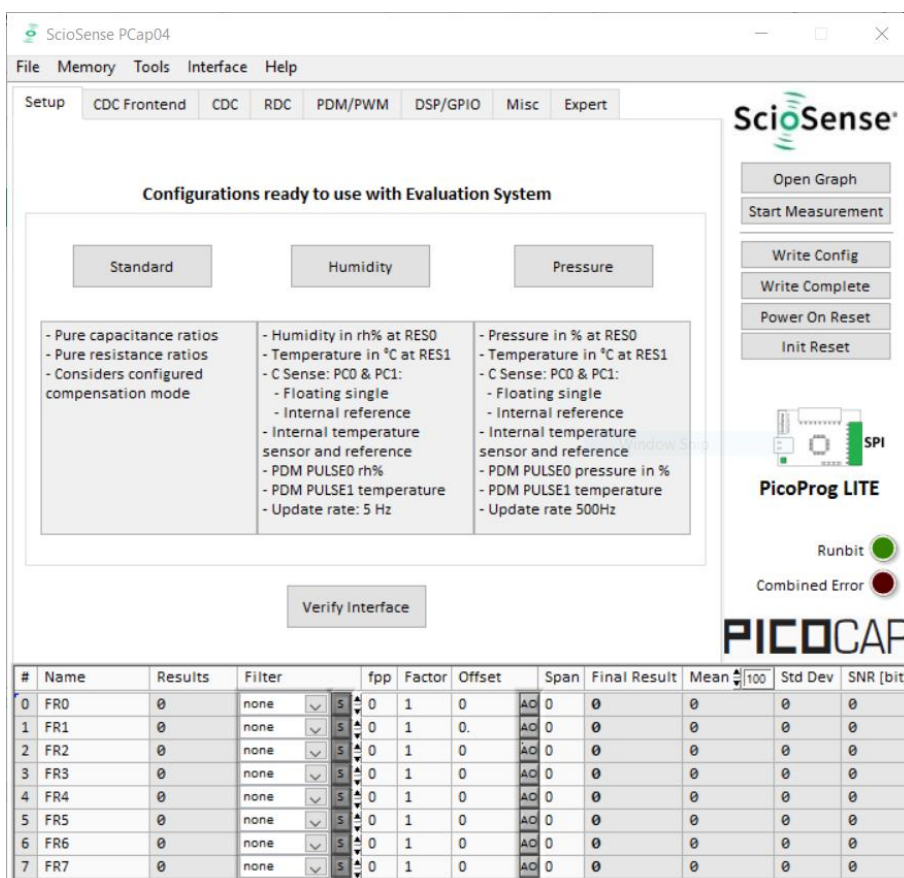 ScioSense PCap04
File Memory Tools Interface Help
Setup CDC Frontend CDC RDC PDM/PWM DSP/GPIO Misc Expert
ScioSense
Open Graph
Start Measurement
Write Config
Write Complete
Power On Reset
Init Reset
Configurations ready to use with Evaluation System
Standard
- Pure capacitance ratios
- Pure resistance ratios
- Considers configured
compensation mode
Humidity
- Humidity in rh% at RES0
- Temperature in °C at RES1
- C Sense: PC0 & PC1:
- Floating single
- Internal reference
- Internal temperature
sensor and reference
- PDM PULSE0 rh%
- PDM PULSE1 temperature
- Update rate: 5 Hz
Pressure
- Pressure in % at RES0
- Temperature in °C at RES1
- C Sense: PC0 & PC1:
- Floating single
- Internal reference
- Internal temperature
sensor and reference
- PDM PULSE0 pressure in %
- PDM PULSE1 temperature
- Update rate 500Hz
Window Snip
SPI
PicoProg LITE
Runbit
Combined Error
Verify Interface
PICOCAP
# Name Results Filter fpp Factor Offset Span Final Result Mean 100 Std Dev SNR [bit
0 FR0 0 none S 0 1 0 AO 0 0 0 0 0
1 FR1 0 none S 0 1 0. AO 0 0 0 0 0
2 FR2 0 none S 0 1 0 AO 0 0 0 0 0
3 FR3 0 none S 0 1 0 AO 0 0 0 0 0
4 FR4 0 none S 0 1 0 AO 0 0 0 0 0
5 FR5 0 none S 0 1 0 AO 0 0 0 0 0
6 FR6 0 none S 0 1 0 AO 0 0 0 0 0
7 FR7 0 none S 0 1 0 AO 0 0 0 0 0